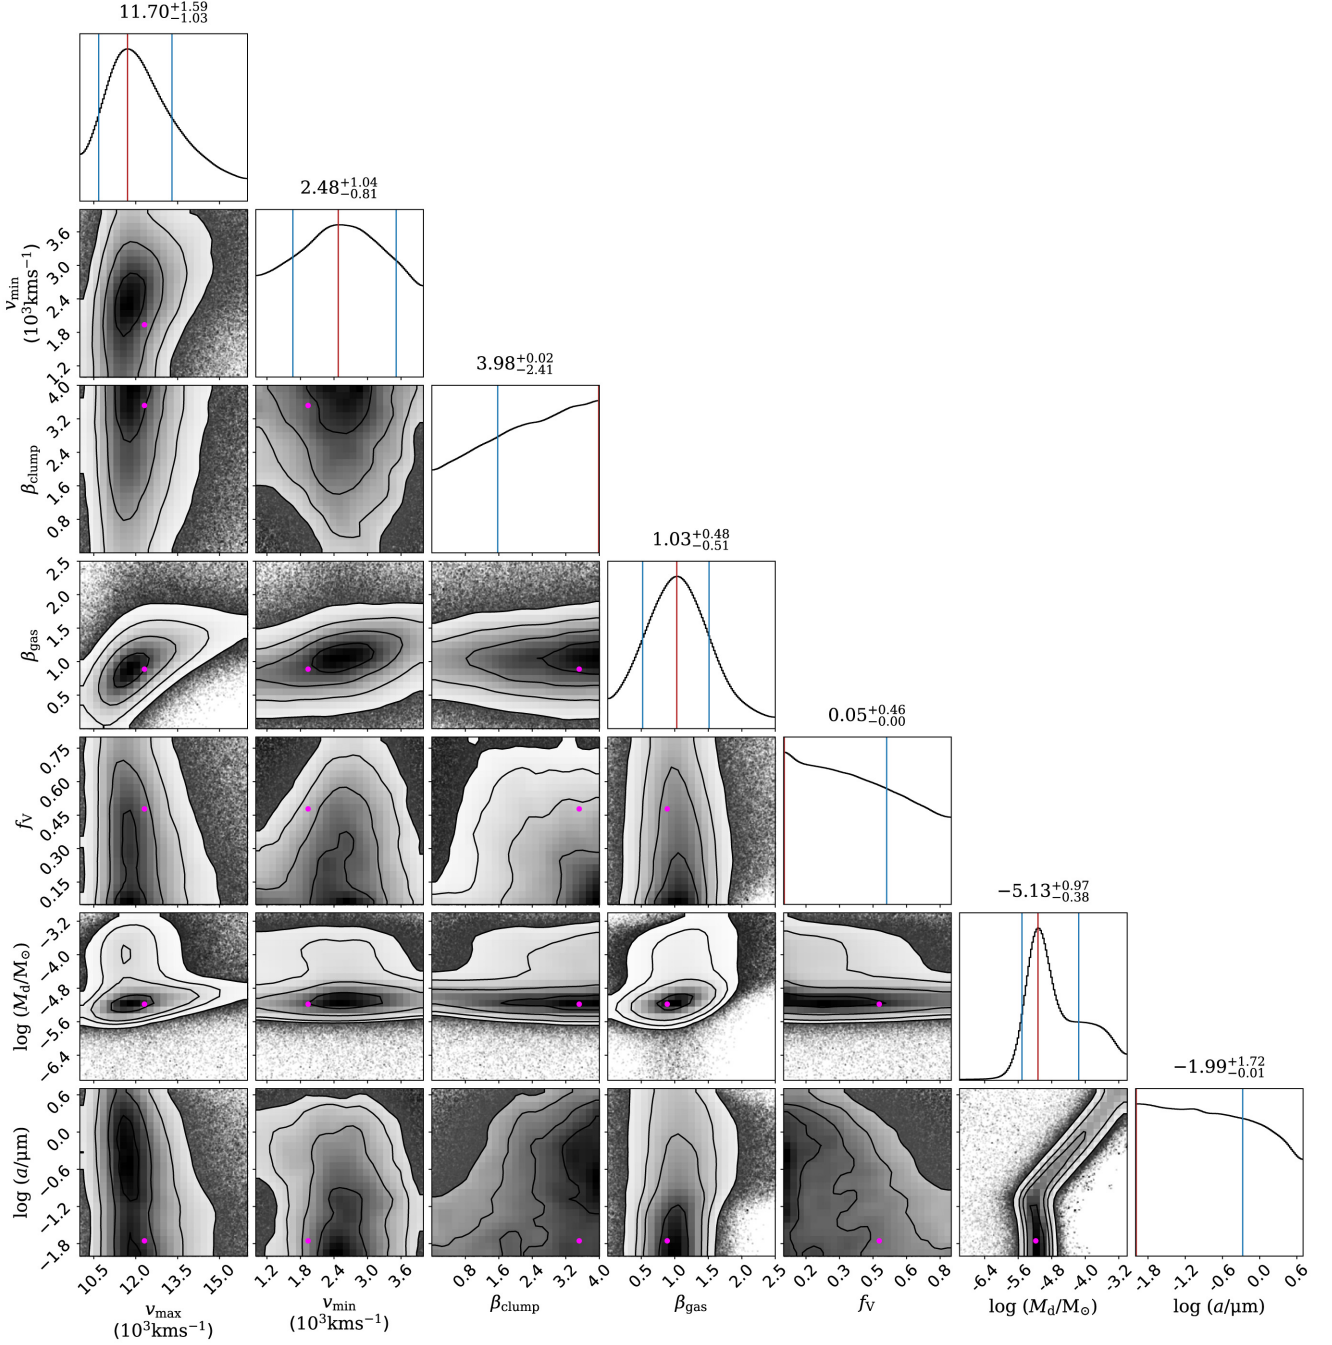 11.70+1.59−1.03
2.48+1.04−0.81
3.98+0.02−2.41
1.03+0.48−0.51
0.05+0.46−0.00
−5.13+0.97−0.38
−1.99+1.72−0.01
νmin
(10³kms⁻¹)
3.6
3.0
2.4
1.8
1.2
βclump
4.0
3.2
2.4
1.6
0.8
βgas
2.5
2.0
1.5
1.0
0.5
fV
0.75
0.60
0.45
0.30
0.15
log (Md/M⊙)
−3.2
−4.0
−4.8
−5.6
−6.4
log (a/μm)
0.6
0.0
−0.6
−1.2
−1.8
10.5 12.0 13.5 15.0
1.2 1.8 2.4 3.0 3.6
0.8 1.6 2.4 3.2 4.0
0.5 1.0 1.5 2.0 2.5
0.2 0.3 0.5 0.6 0.8
−6.4 −5.6 −4.8 −4.0 −3.2
−1.8 −1.2 −0.6 0.0 0.6
νmax
(10³kms⁻¹)
νmin
(10³kms⁻¹)
βclump
βgas
fV
log (Md/M⊙)
log (a/μm)